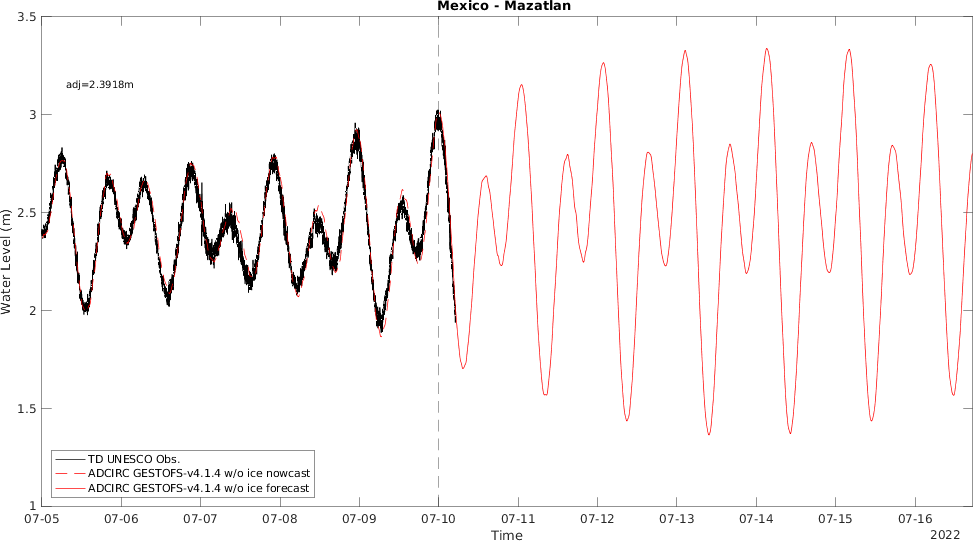 Mexico - Mazatlan
3.5
adj=2.3918m
3
2.5
Water Level (m)
2
1.5
TD UNESCO Obs.
ADCIRC GESTOFS-v4.1.4 w/o ice nowcast
ADCIRC GESTOFS-v4.1.4 w/o ice forecast
1
07-05 07-06 07-07 07-08 07-09 07-10 07-11 07-12 07-13 07-14 07-15 07-16
Time
2022